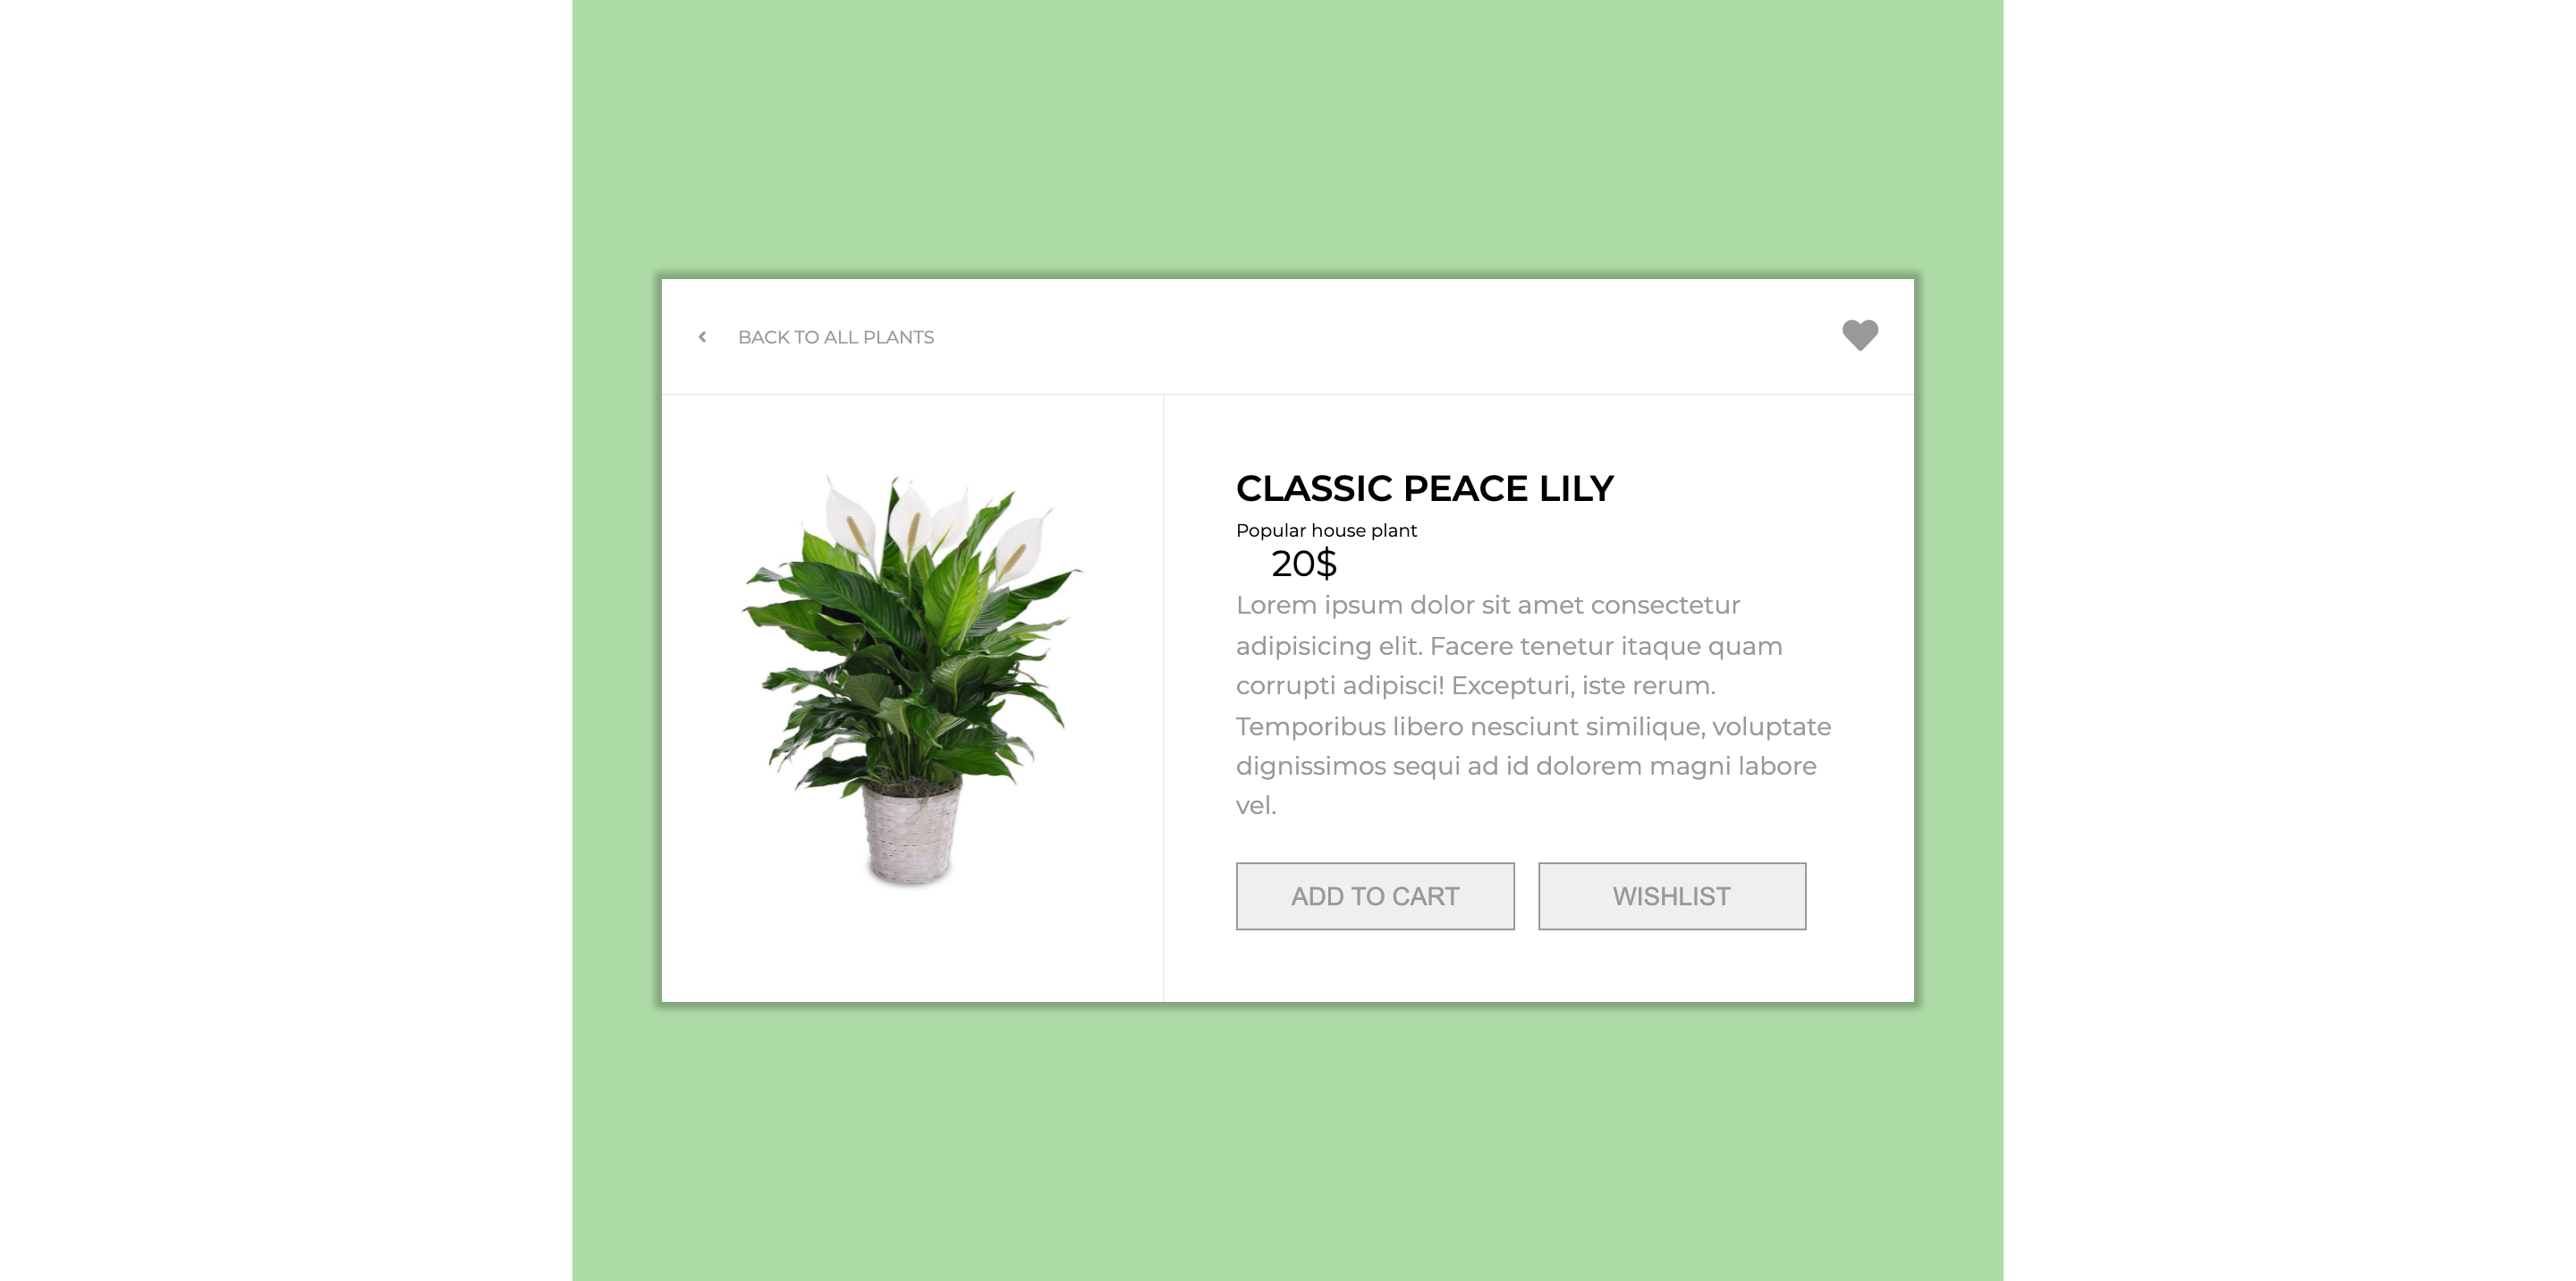 BACK TO ALL PLANTS
CLASSIC PEACE LILY
Popular house plant
20$
Lorem ipsum dolor sit amet consectetur
adipisicing elit. Facere tenetur itaque quam
corrupti adipisci! Excepturi, iste rerum.
Temporibus libero nesciunt similique, voluptate
dignissimos sequi ad id dolorem magni labore
vel.
ADD TO CART WISHLIST